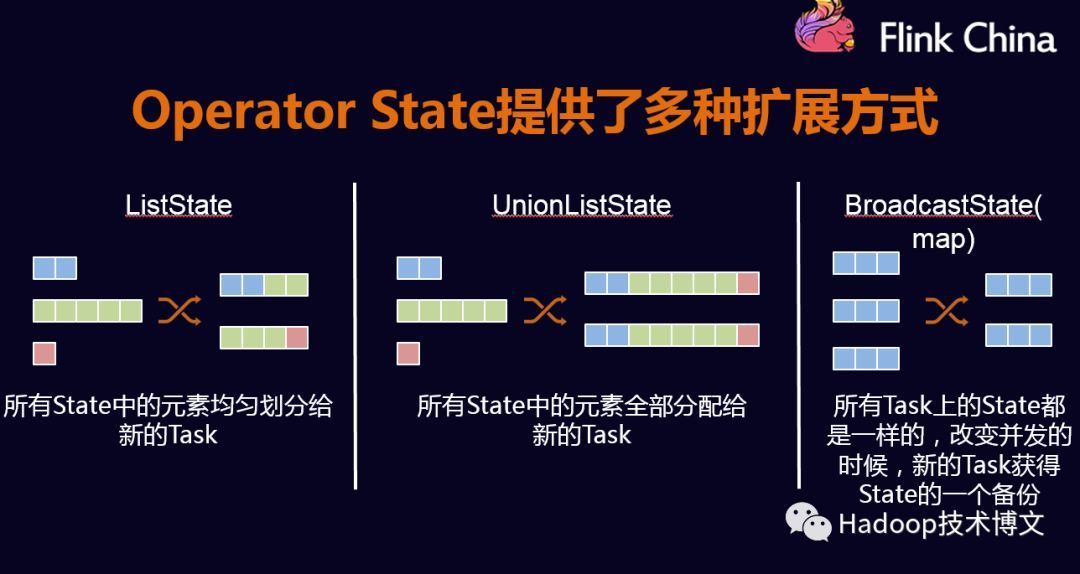 Flink China
Operator State提供了多种扩展方式
ListState
所有State中的元素均匀划分给
新的Task
UnionListState
所有State中的元素全部分配给
新的Task
BroadcastState(
map)
所有Task上的State都
是一样的，改变并发的
时候，新的Task获得
State的一个备份
Hadoop技术博文